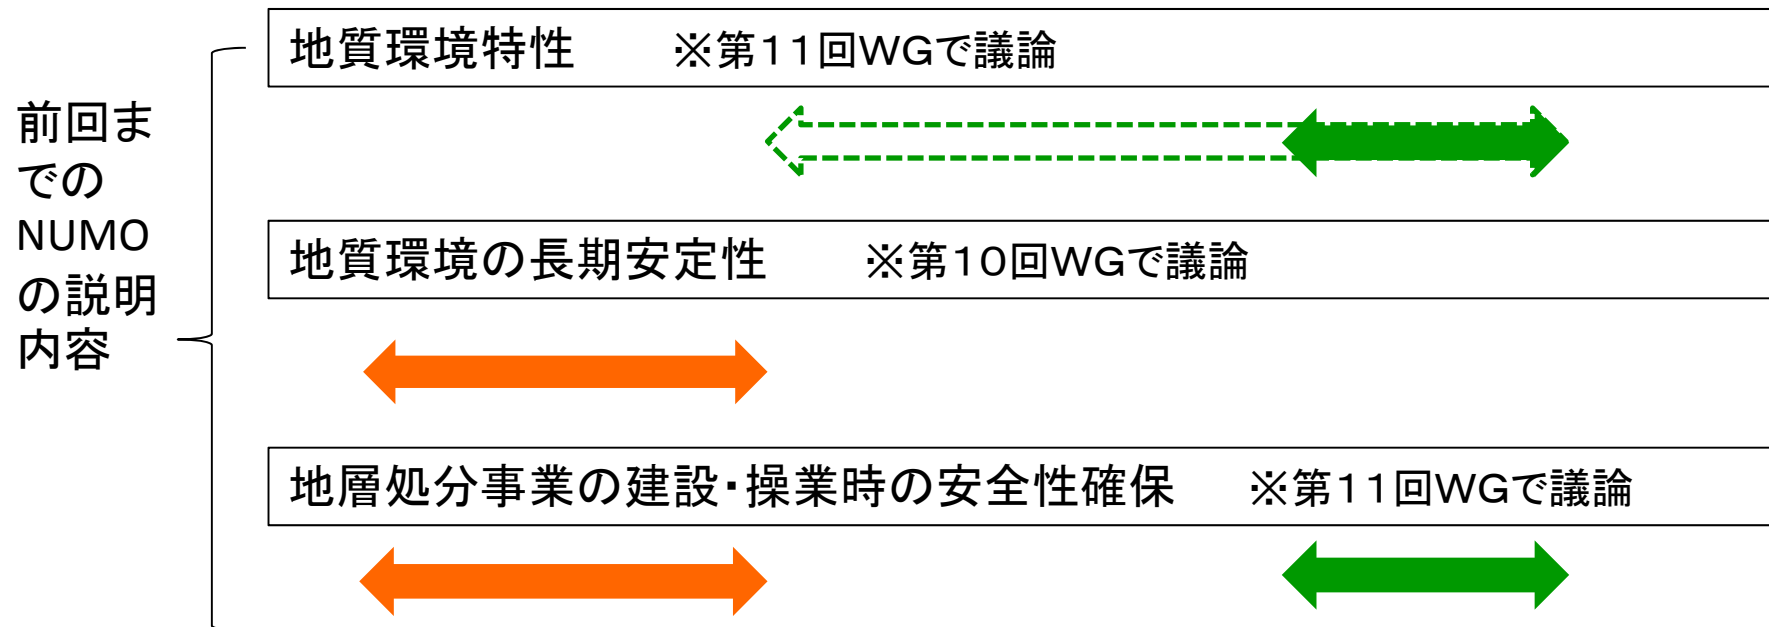 前回ま
での
NUMO
の説明
内容
地質環境特性　※第11回WGで議論
地質環境の長期安定性　※第10回WGで議論
地層処分事業の建設・操業時の安全性確保　※第11回WGで議論